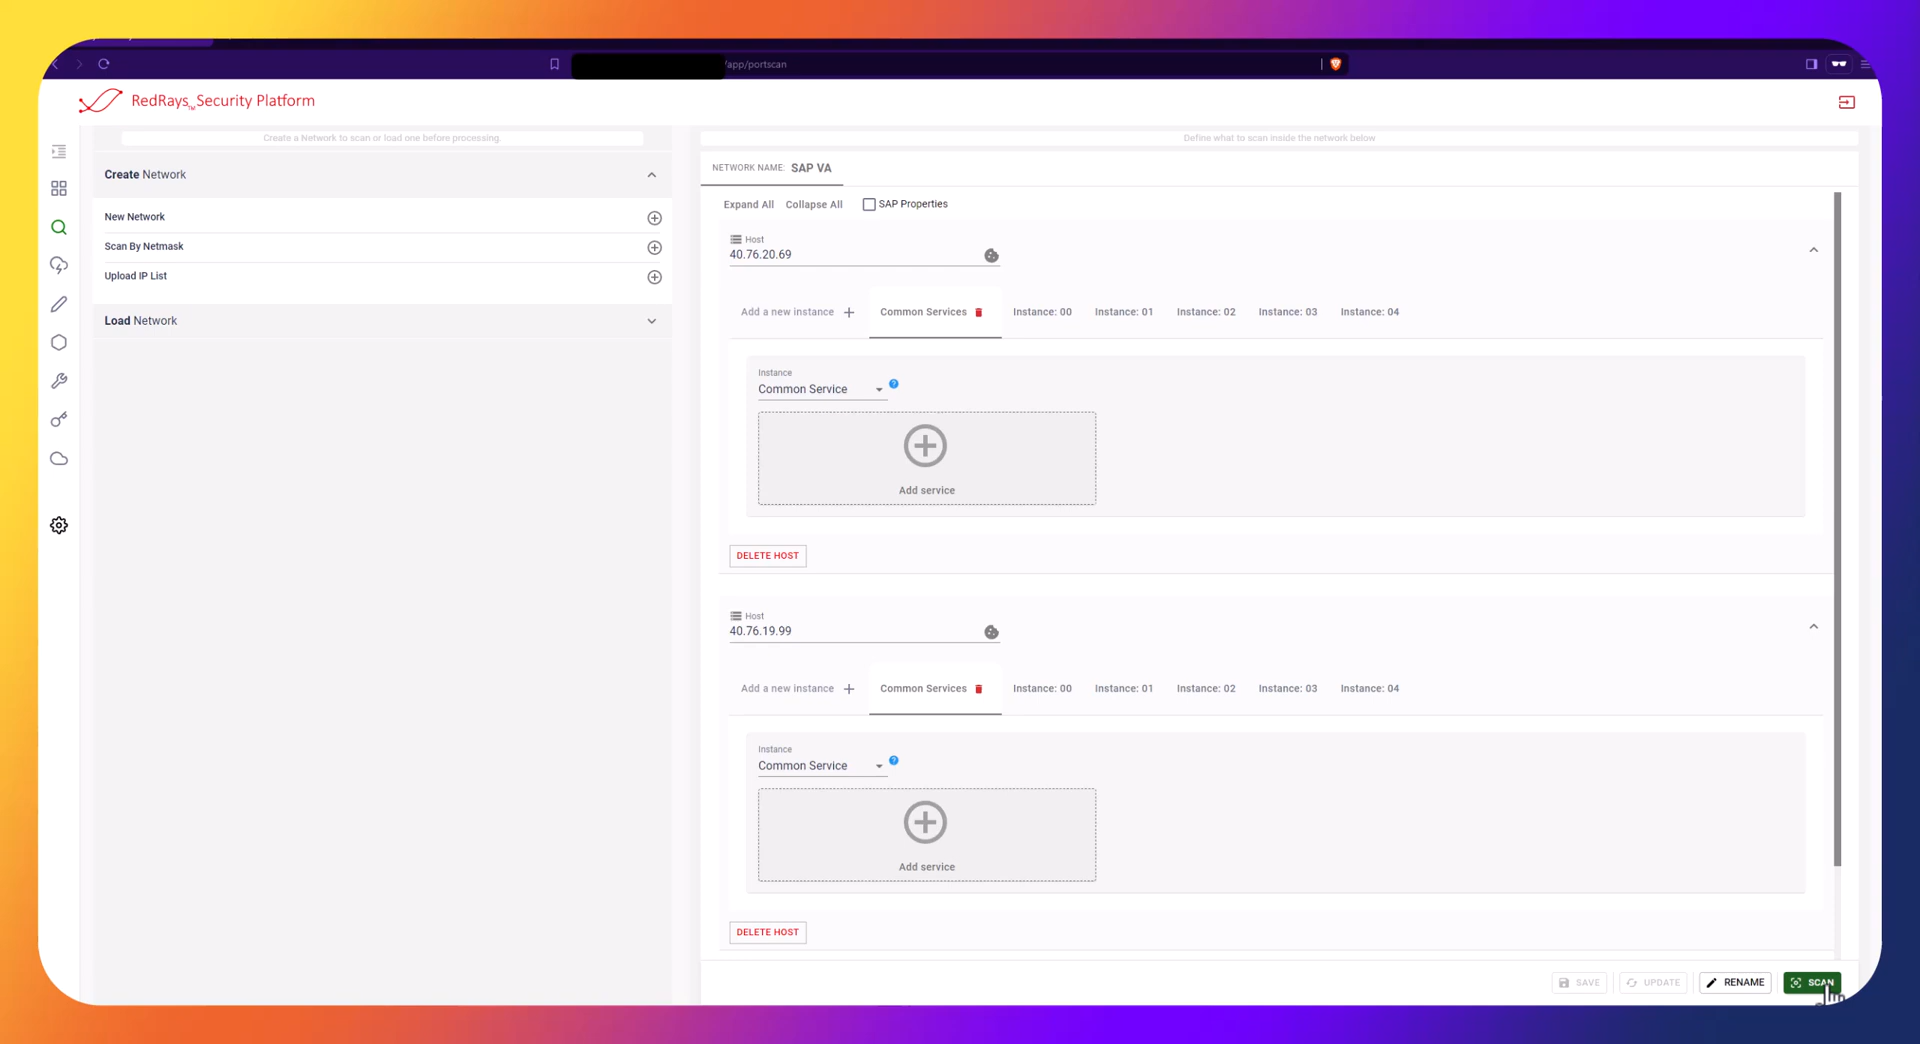 /app/portscan
RedRays™ Security Platform
Create a Network to scan or load one before processing.
Create Network
New Network
Scan By Netmask
Upload IP List
Load Network
Define what to scan inside the network below
NETWORK NAME: SAP VA
Expand All Collapse All SAP Properties
Host
40.76.20.69
Add a new instance Common Services Instance: 00 Instance: 01 Instance: 02 Instance: 03 Instance: 04
Instance
Common Service
Add service
DELETE HOST
Host
40.76.19.99
Add a new instance Common Services Instance: 00 Instance: 01 Instance: 02 Instance: 03 Instance: 04
Instance
Common Service
Add service
DELETE HOST
SAVE UPDATE RENAME SCAN